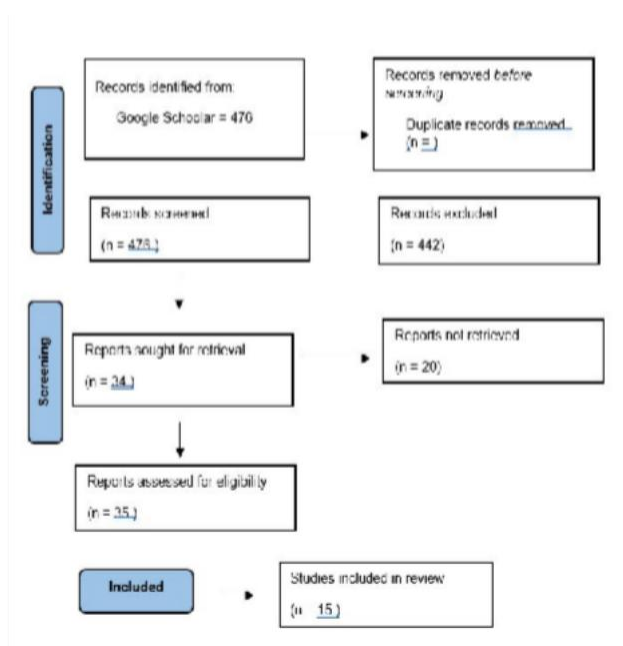 Identification
Records identified from:
Google Schoolar = 476
Records removed before
screening
Duplicate records removed
(n = )
Records screened
(n = 476 )
Records excluded
(n = 442)
Screening
Reports sought for retrieval
(n = 34 )
Reports not retrieved
(n = 20)
Reports assessed for eligibility
(n = 35 )
Included
Studies included in review
(n 15 )